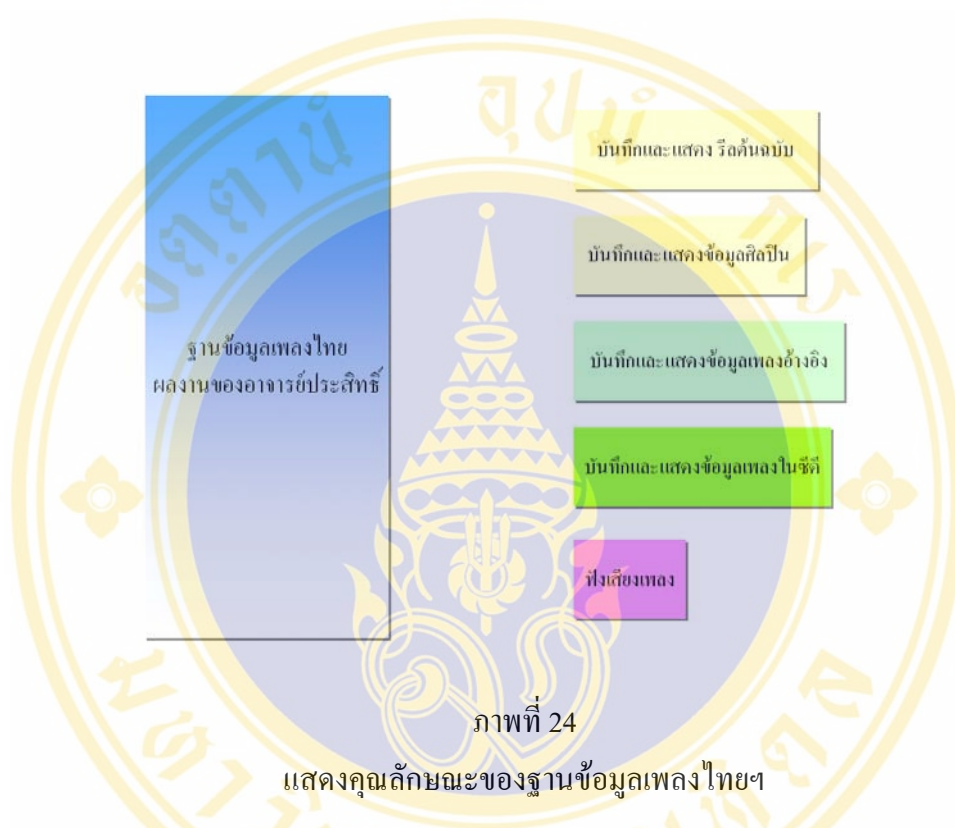 ฐานข้อมูลเพลงไทย
ผลงานของอาจารย์ประสิทธิ์
บันทึกและแสดง รีลต้นฉบับ
บันทึกและแสดงข้อมูลศิลปิน
บันทึกและแสดงข้อมูลเพลงอ้างอิง
บันทึกและแสดงข้อมูลเพลงในซีดี
ฟังเสียงเพลง
ภาพที่ 24
แสดงคุณลักษณะของฐานข้อมูลเพลงไทยฯ